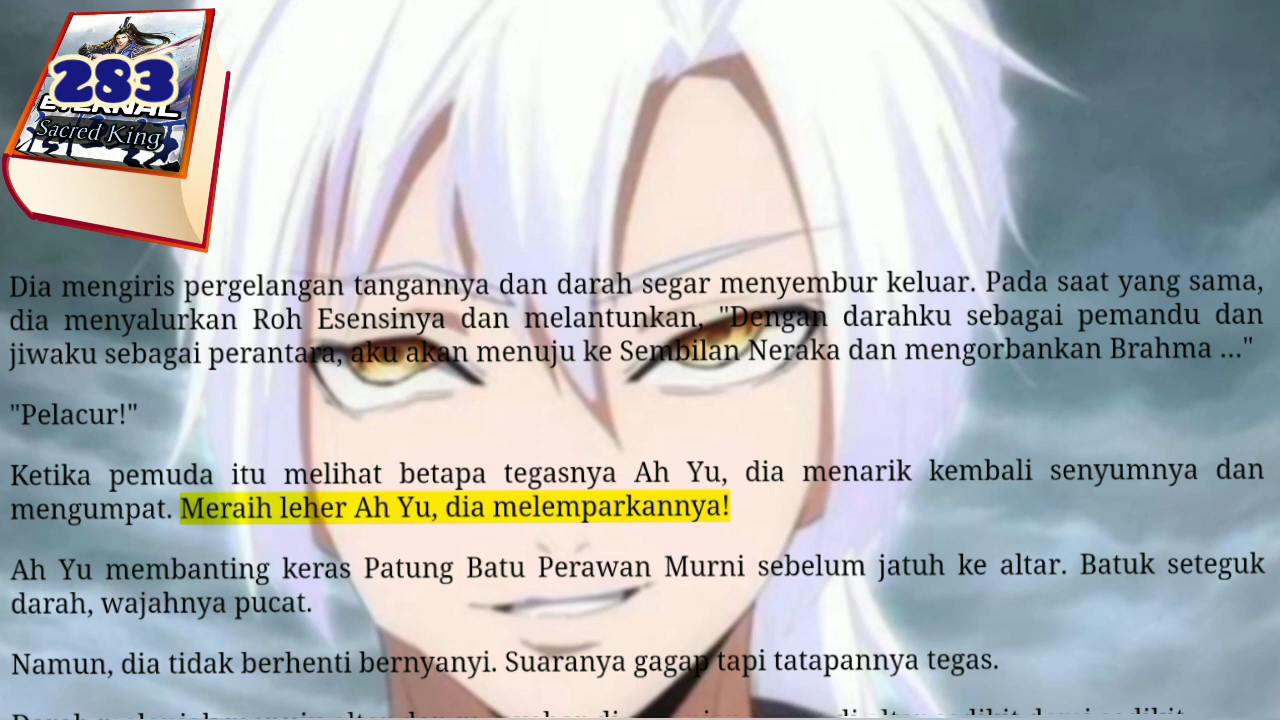 283
ETERNAL
Sacred King
Dia mengiris pergelangan tangannya dan darah segar menyembur keluar. Pada saat yang sama,
dia menyalurkan Roh Esensinya dan melantunkan, "Dengan darahku sebagai pemandu dan
jiwaku sebagai perantara, aku akan menuju ke Sembilan Neraka dan mengorbankan Brahma ..."
"Pelacur!"
Ketika pemuda itu melihat betapa tegasnya Ah Yu, dia menarik kembali senyumnya dan
mengumpat. Meraih leher Ah Yu, dia melemparkannya!
Ah Yu membanting keras Patung Batu Perawan Murni sebelum jatuh ke altar. Batuk seteguk
darah, wajahnya pucat.
Namun, dia tidak berhenti bernyanyi. Suaranya gagap tapi tatapannya tegas.